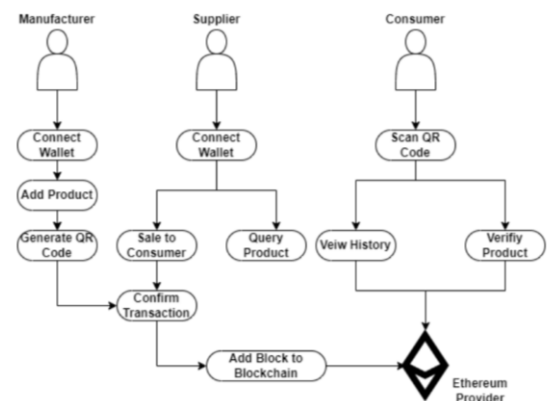 Manufacturer
Supplier
Consumer
Connect
Wallet
Connect
Wallet
Scan QR
Code
Add Product
Generate QR
Code
Sale to
Consumer
Query
Product
Veiw History
Verifiy
Product
Confirm
Transaction
Add Block to
Blockchain
Ethereum
Provider